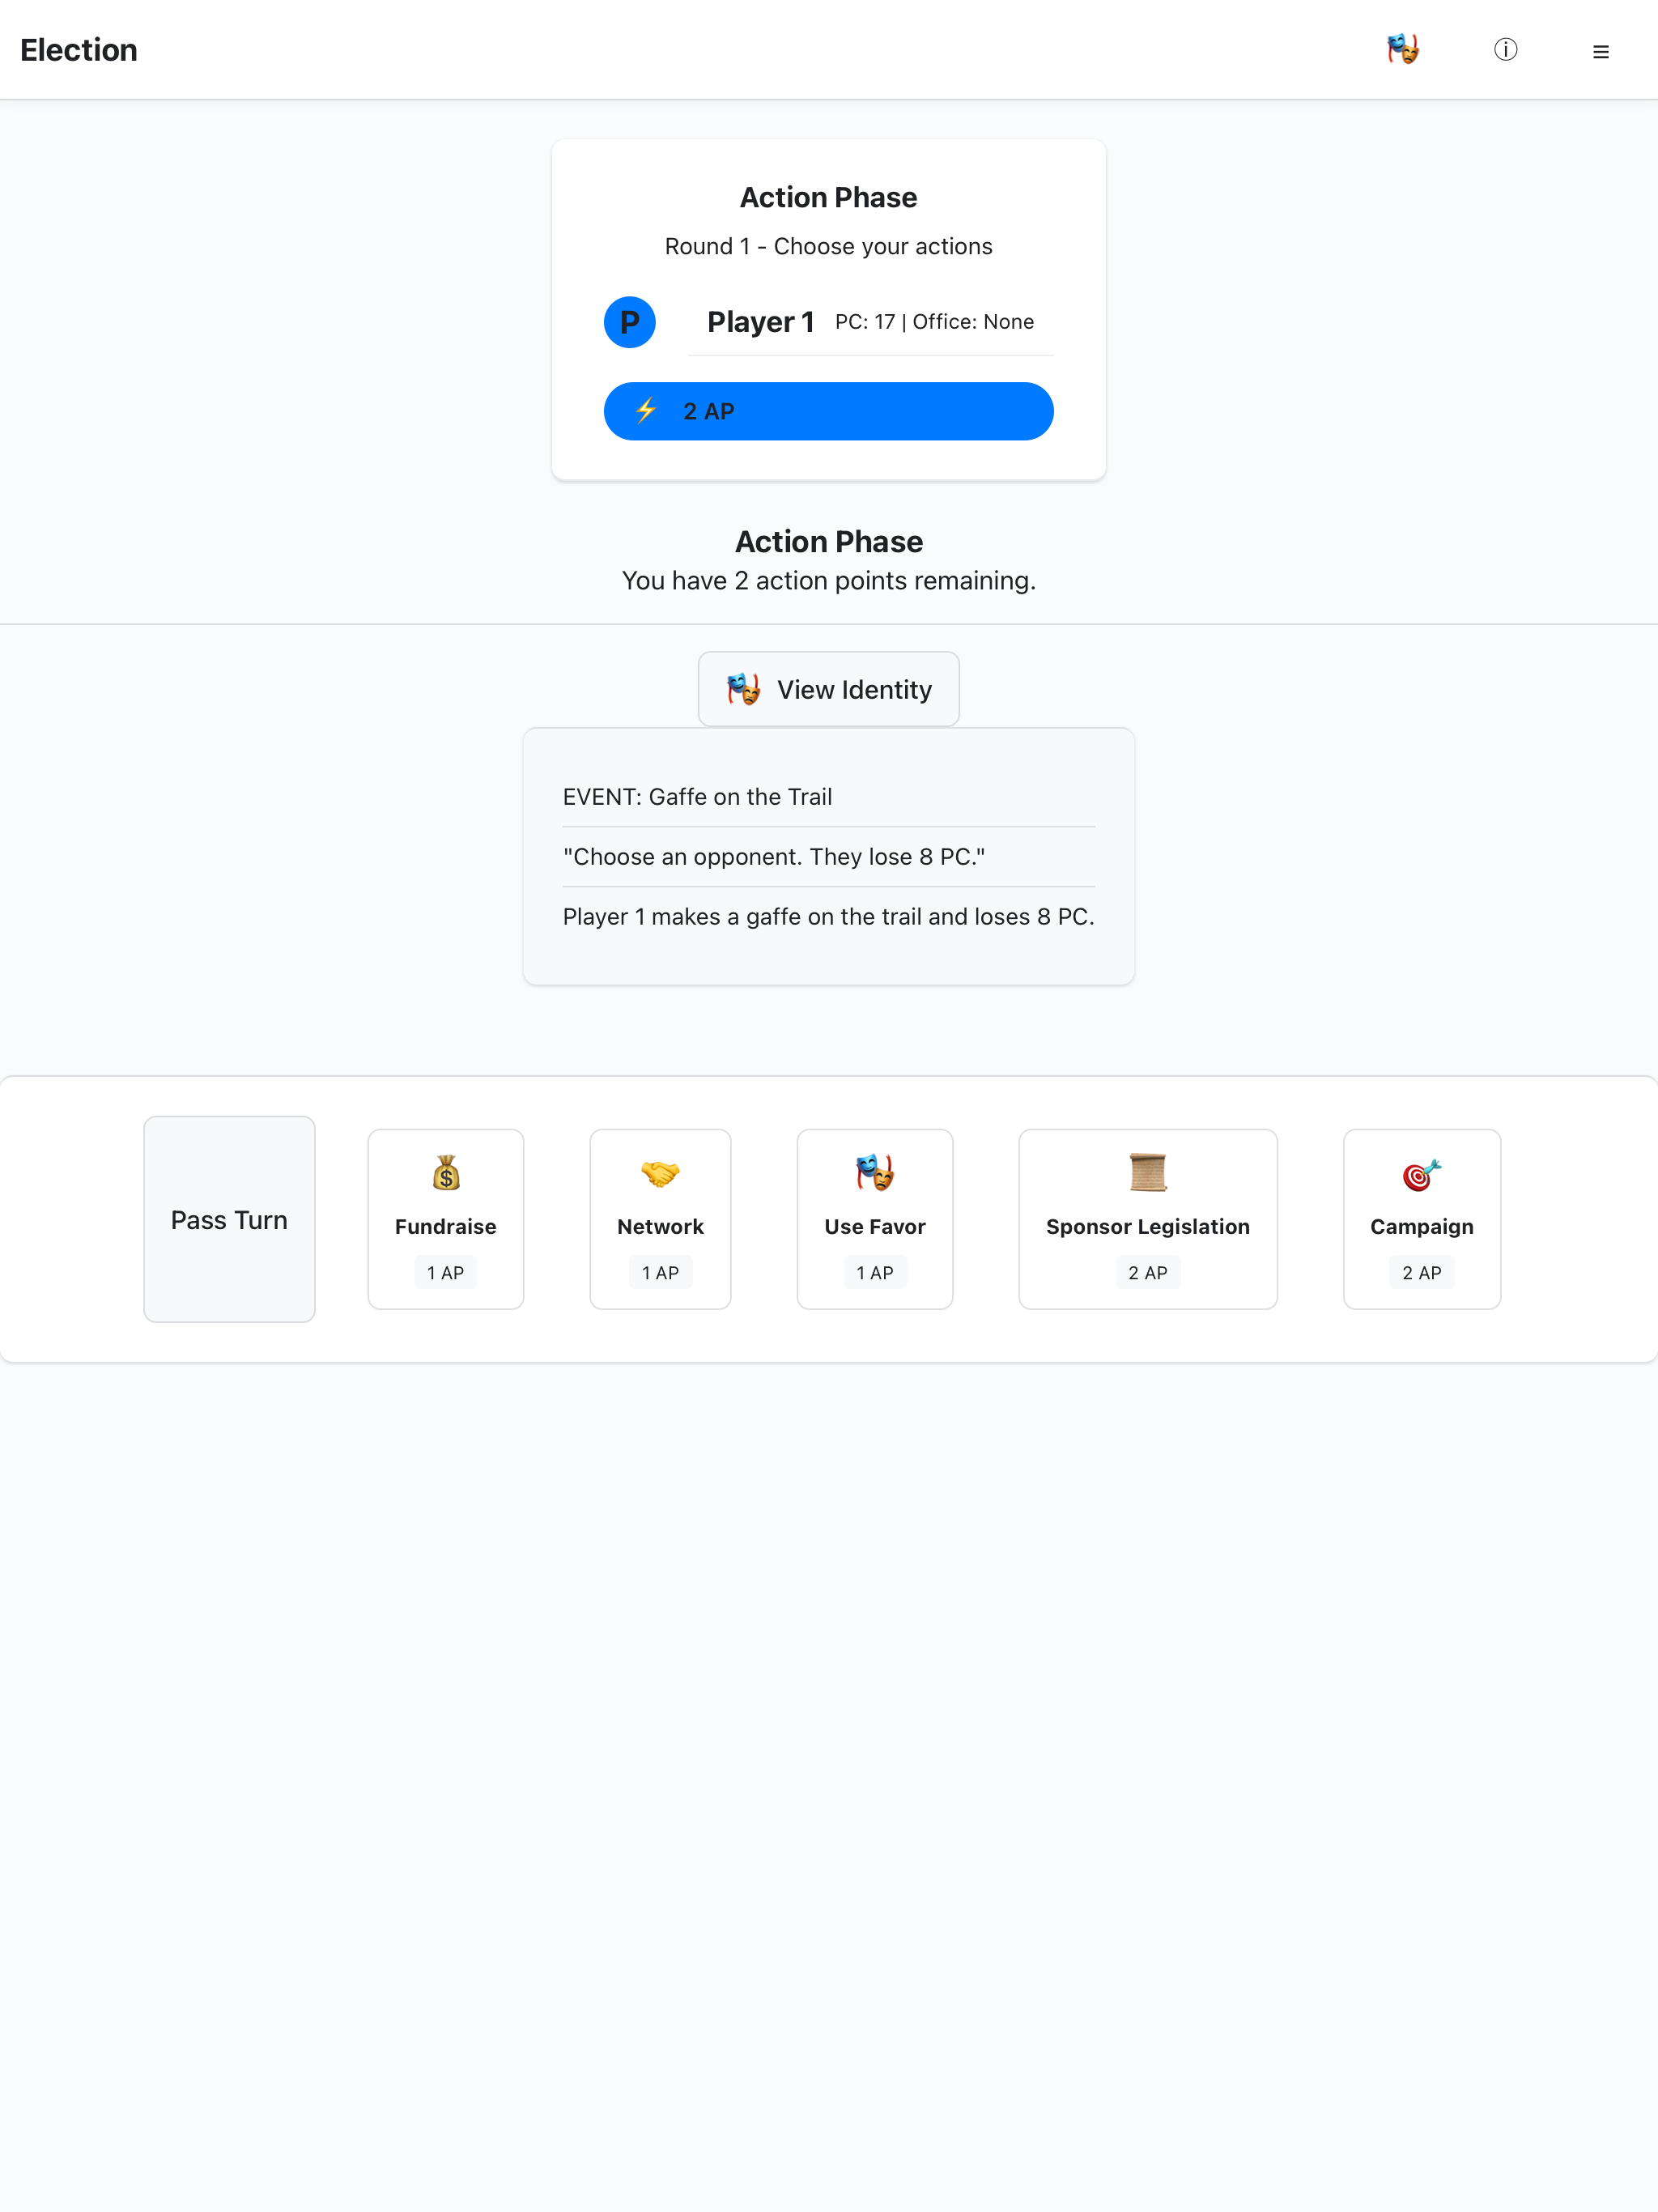 Election
Action Phase
Round 1 - Choose your actions
P
Player 1 PC: 17 | Office: None
2 AP
Action Phase
You have 2 action points remaining.
View Identity
EVENT: Gaffe on the Trail
"Choose an opponent. They lose 8 PC."
Player 1 makes a gaffe on the trail and loses 8 PC.
Pass Turn
Fundraise
1 AP
Network
1 AP
Use Favor
1 AP
Sponsor Legislation
2 AP
Campaign
2 AP